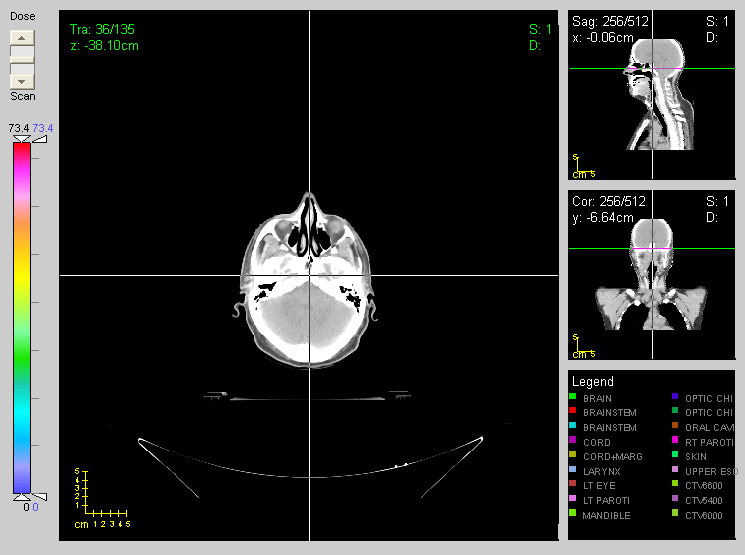 Dose
Scan
73.4 73.4
0 0
Tra: 36/135
z: -38.10cm
S: 1
D:
5
4
3
2
1
cm 1 2 3 4 5
Sag: 256/512
x: -0.06cm
S: 1
D:
5
cm 5
Cor: 256/512
y: -6.64cm
S: 1
D:
5
cm 5
Legend
BRAIN
BRAINSTEM
BRAINSTEM
CORD
CORD+MARG
LARYNX
LT EYE
LT PAROTI
MANDIBLE
OPTIC CHI
OPTIC CHI
ORAL CAVI
RT PAROTI
SKIN
UPPER ESO
CTV6600
CTV5400
CTV6000